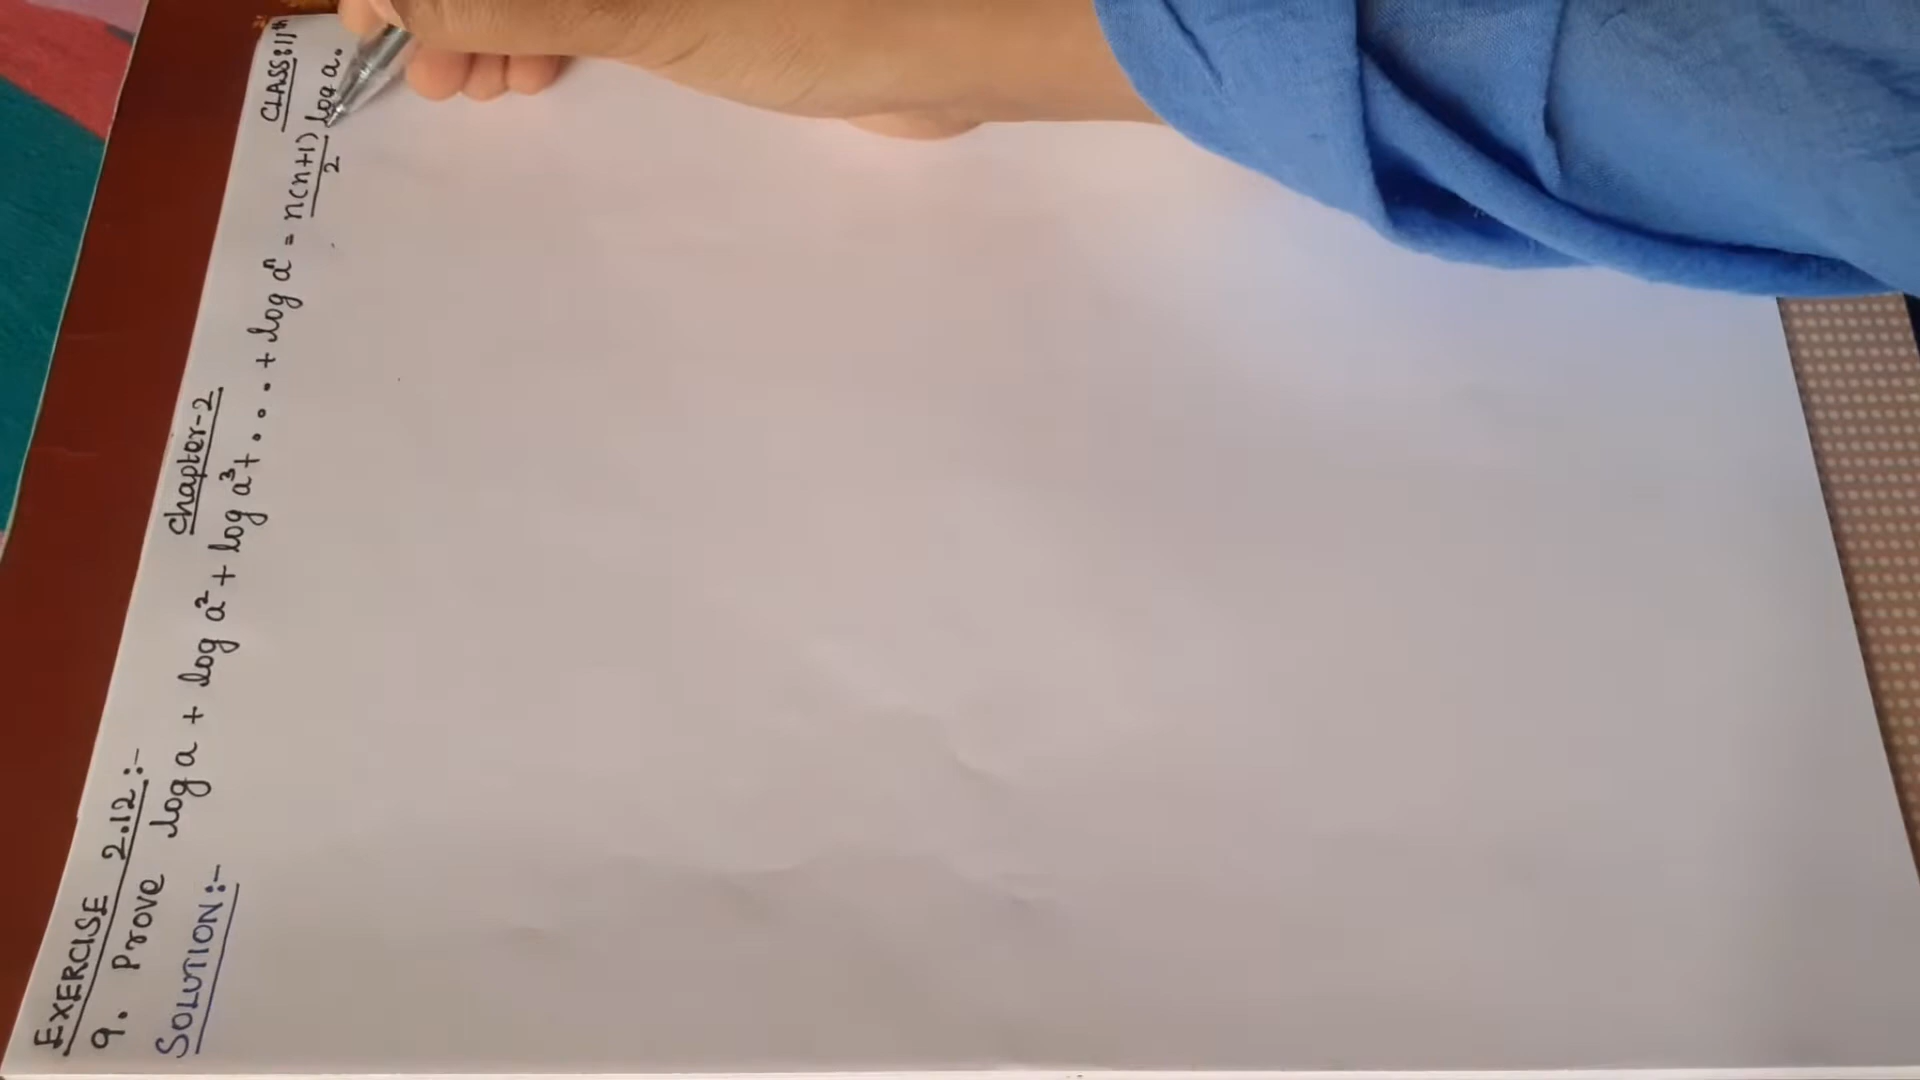 CLASS:11th
Chapter-2
EXERCISE 2.12:-
9. Prove log a + log a² + log a³ + .... + log aⁿ = n(n+1)/2 log a.
SOLUTION:-